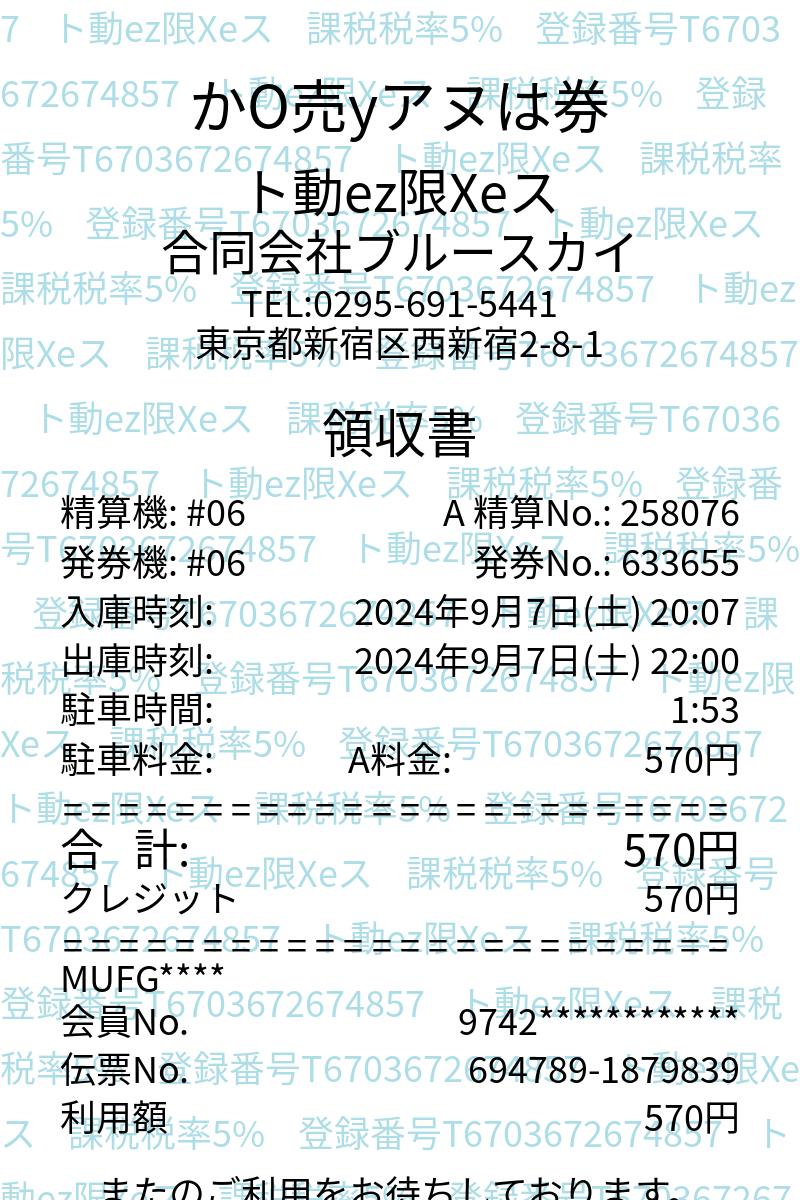 かO売yアヌは券
ト動ez限Xeス
合同会社ブルースカイ
TEL:0295-691-5441
東京都新宿区西新宿2-8-1
領収書
精算機: #06 A 精算No.: 258076
発券機: #06 発券No.: 633655
入庫時刻: 2024年9月7日(土) 20:07
出庫時刻: 2024年9月7日(土) 22:00
駐車時間: 1:53
駐車料金: A料金: 570円
========================
合 計: 570円
クレジット 570円
========================
MUFG****
会員No. 9742************
伝票No. 694789-1879839
利用額 570円
またのご利用をお待ちしております。
7 ト動ez限Xeス 課税税率5% 登録番号T6703
672674857 ト動ez限Xeス 課税税率5% 登録
番号T6703672674857 ト動ez限Xeス 課税税率
5% 登録番号T6703672674857 ト動ez限Xeス
課税税率5% 登録番号T6703672674857 ト動ez
限Xeス 課税税率5% 登録番号T6703672674857
ト動ez限Xeス 課税税率5% 登録番号T67036
72674857 ト動ez限Xeス 課税税率5% 登録番
号T6703672674857 ト動ez限Xeス 課税税率5%
登録番号T6703672674857 ト動ez限Xeス 課
税税率5% 登録番号T6703672674857 ト動ez限
Xeス 課税税率5% 登録番号T6703672674857
ト動ez限Xeス 課税税率5% 登録番号T6703672
674857 ト動ez限Xeス 課税税率5% 登録番号
T6703672674857 ト動ez限Xeス 課税税率5%
登録番号T6703672674857 ト動ez限Xeス 課税
税率5% 登録番号T6703672674857 ト動ez限Xe
ス 課税税率5% 登録番号T6703672674857 ト
動ez限Xeス 課税税率5% 登録番号T670367267